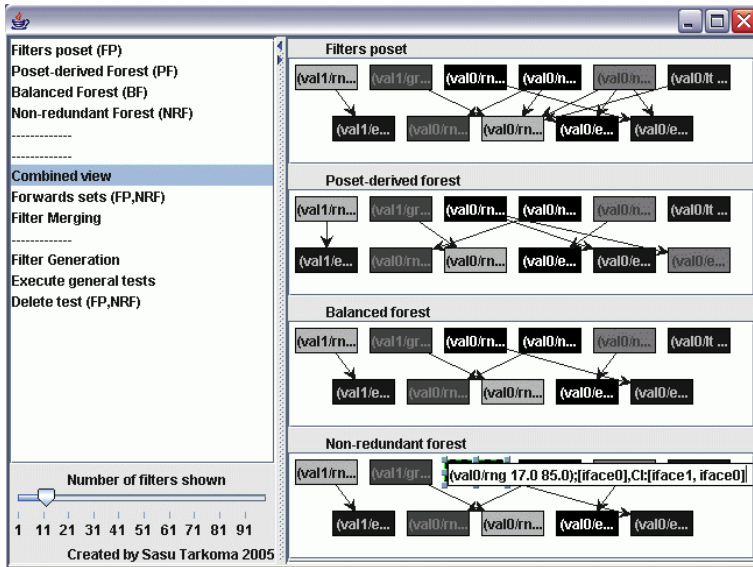 Filters poset (FP)
Poset-derived Forest (PF)
Balanced Forest (BF)
Non-redundant Forest (NRF)
-------------
-------------
Combined view
Forwards sets (FP,NRF)
Filter Merging
-------------
Filter Generation
Execute general tests
Delete test (FP,NRF)
Number of filters shown
1 11 21 31 41 51 61 71 81 91
Created by Sasu Tarkoma 2005
Filters poset
(val1/rn... (val1/gr... (val0/rn... (val0/n... (val0/n... (val0/lt ...
(val1/e... (val0/rn... (val0/rn... (val0/e... (val0/e...
Poset-derived forest
(val1/rn... (val1/gr... (val0/rn... (val0/n... (val0/n... (val0/lt ...
(val1/e... (val0/rn... (val0/rn... (val0/e... (val0/e... (val0/e...
Balanced forest
(val1/rn... (val1/gr... (val0/rn... (val0/n... (val0/n... (val0/lt ...
(val1/e... (val0/rn... (val0/rn... (val0/e... (val0/e...
Non-redundant forest
(val1/rn... (val1/gr... (val0/rng 17.0 85.0);[iface0],Cl:[iface1, iface0]
(val1/e... (val0/rn... (val0/rn... (val0/e... (val0/e...